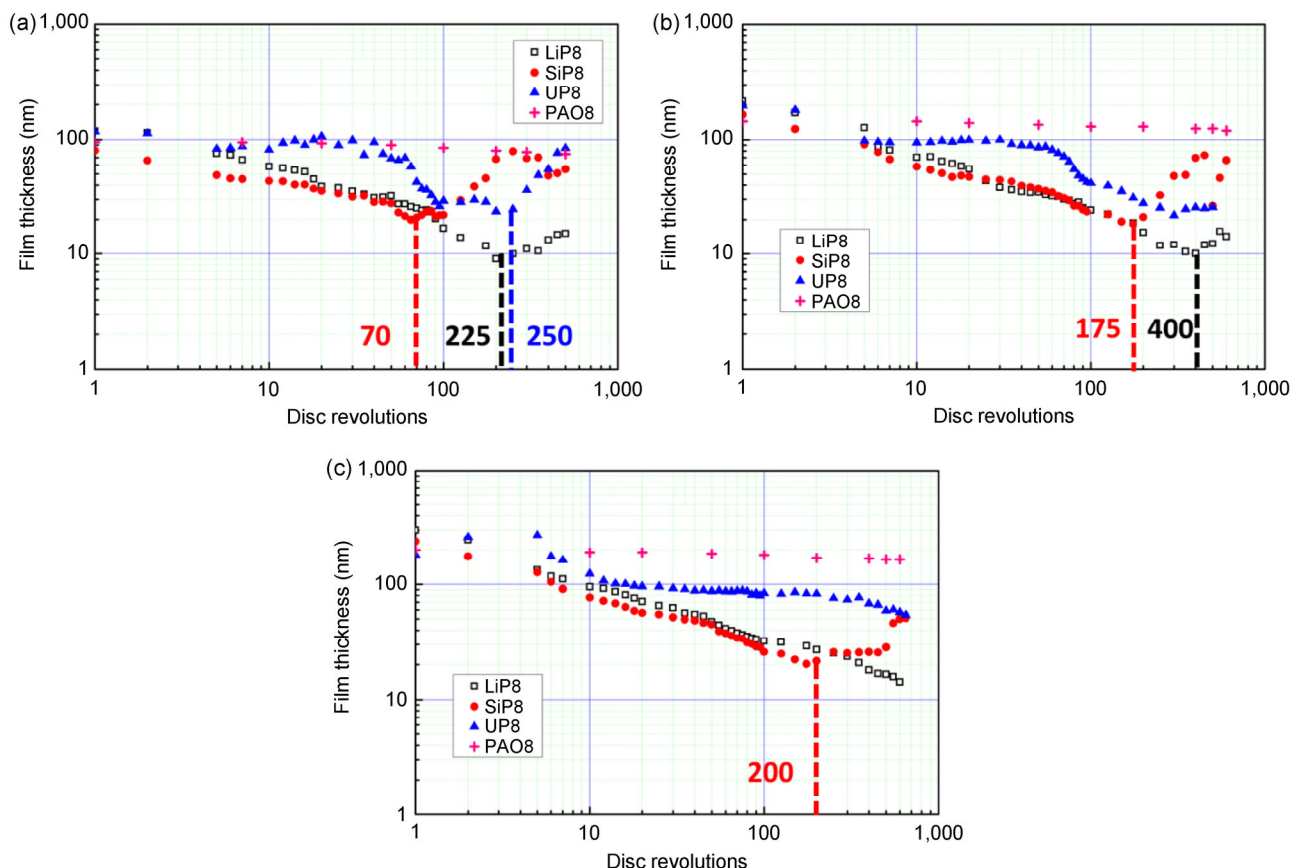 (a)
1,000
100
10
1
Film thickness (nm)
LiP8
SiP8
UP8
PAO8
70
225
250
1
10
100
1,000
Disc revolutions
(b)
1,000
100
10
1
Film thickness (nm)
LiP8
SiP8
UP8
PAO8
175
400
1
10
100
1,000
Disc revolutions
(c)
1,000
100
10
1
Film thickness (nm)
LiP8
SiP8
UP8
PAO8
200
1
10
100
1,000
Disc revolutions